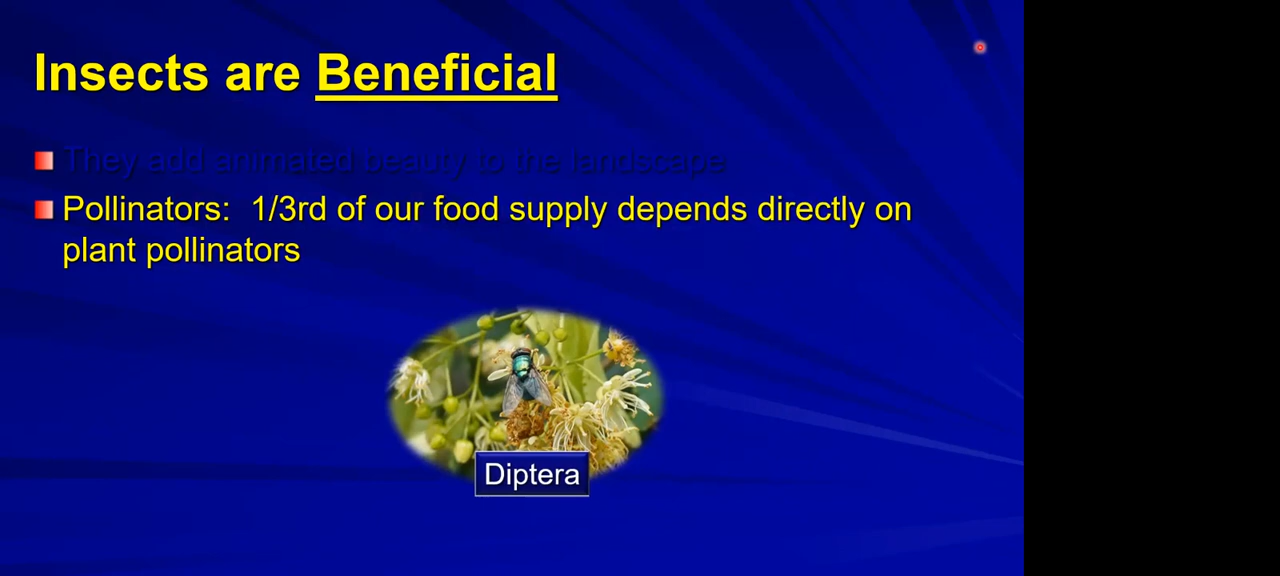 Insects are Beneficial
They add animated beauty to the landscape
Pollinators:  1/3rd of our food supply depends directly on
plant pollinators
Diptera